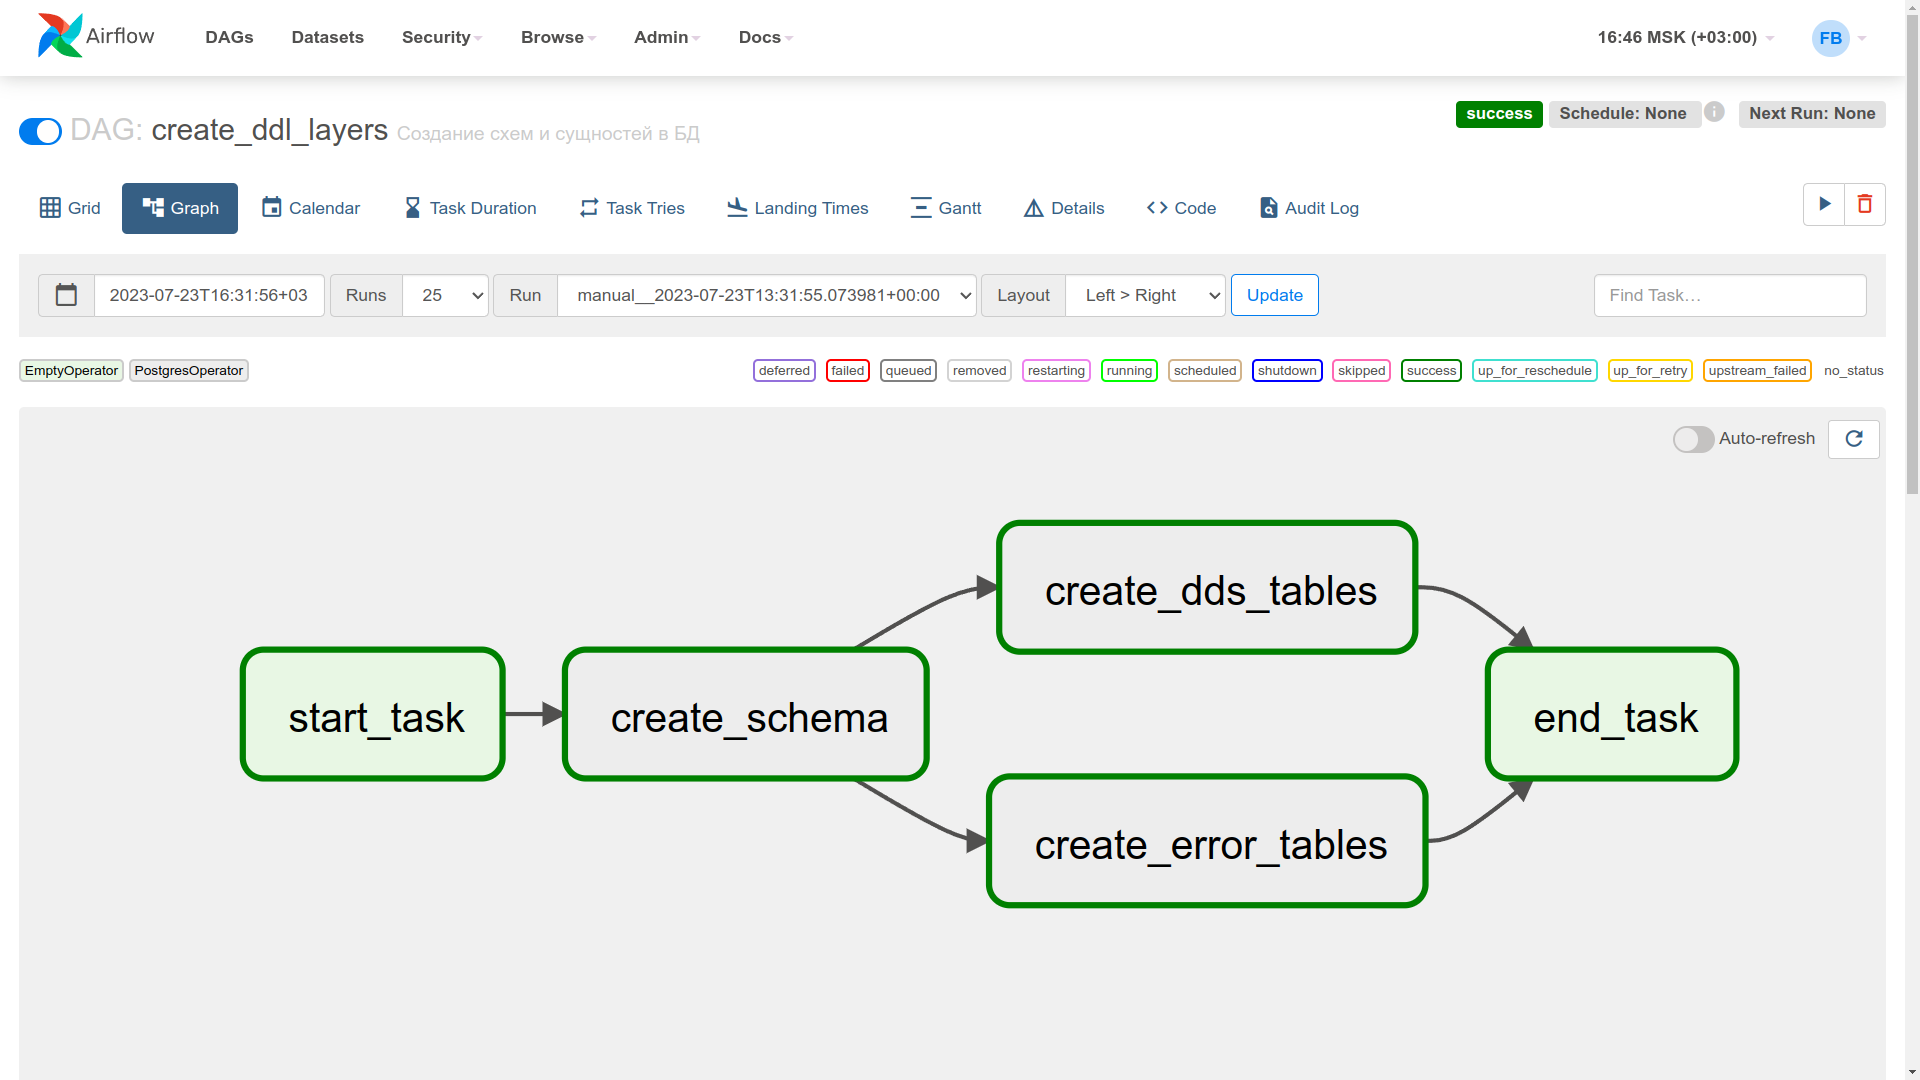 Airflow DAGs Datasets Security Browse Admin Docs 16:46 MSK (+03:00) FB
success Schedule: None i Next Run: None
DAG: create_ddl_layers Создание схем и сущностей в БД
Grid Graph Calendar Task Duration Task Tries Landing Times Gantt Details Code Audit Log
2023-07-23T16:31:56+03 Runs 25 Run manual__2023-07-23T13:31:55.073981+00:00 Layout Left > Right Update Find Task…
EmptyOperator PostgresOperator deferred failed queued removed restarting running scheduled shutdown skipped success up_for_reschedule up_for_retry upstream_failed no_status
Auto-refresh
create_dds_tables
start_task create_schema end_task
create_error_tables